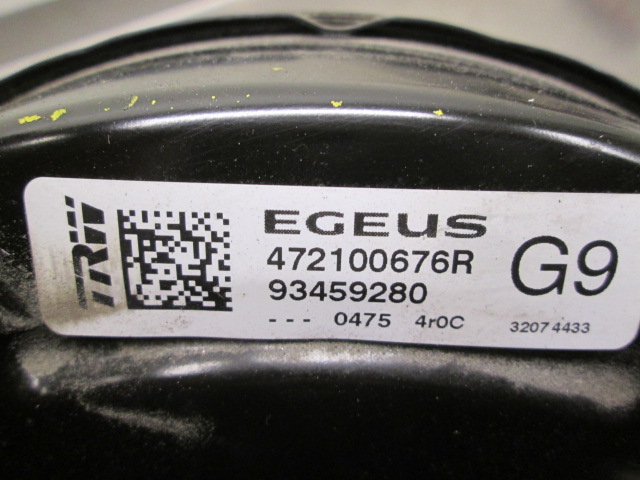 TRW
EGEUS
472100676R
93459280
G9
--- 0475 4r0C
32074433